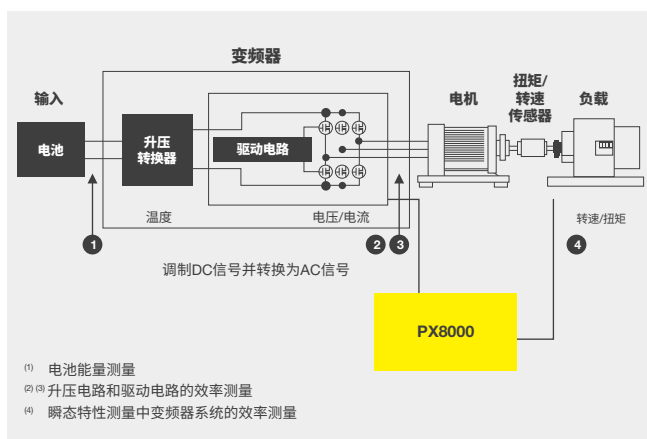 变频器
输入
电池
升压
转换器
驱动电路
电机
扭矩/
转速
传感器
负载
温度
电压/电流
转速/扭矩
1
2
3
4
调制DC信号并转换为AC信号
PX8000
(1) 电池能量测量
(2) (3) 升压电路和驱动电路的效率测量
(4) 瞬态特性测量中变频器系统的效率测量